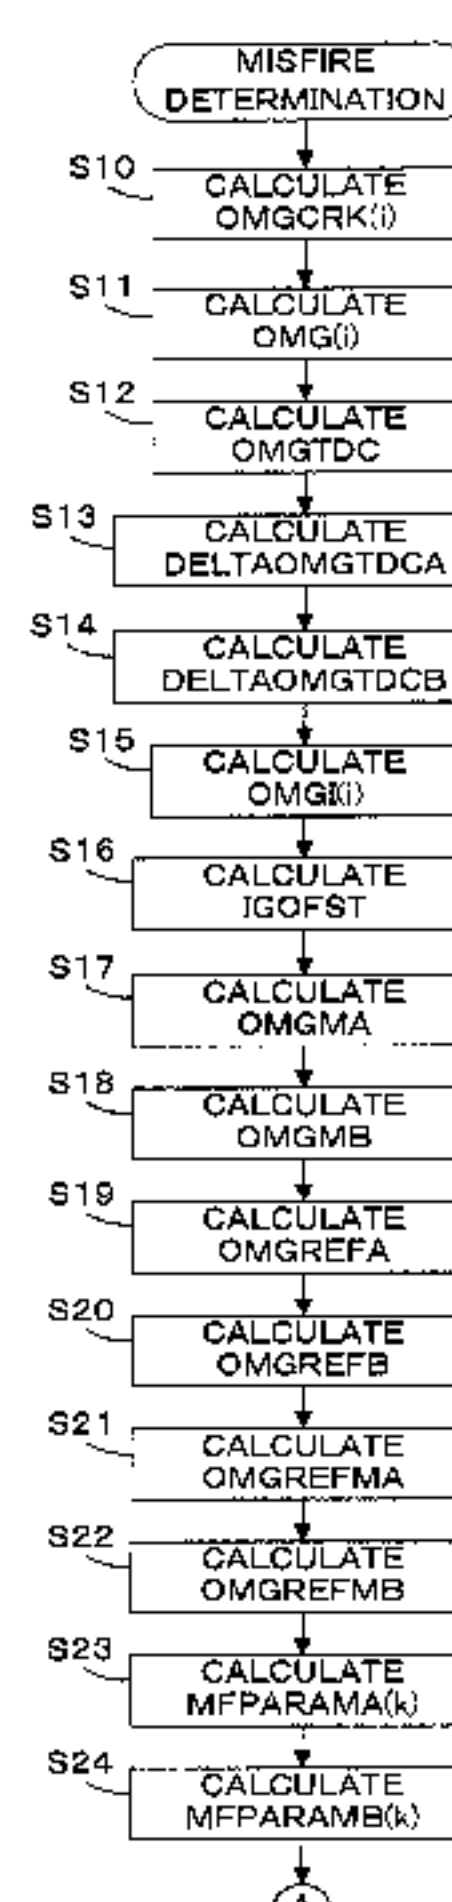 MISFIRE
DETERMINATION
S10
CALCULATE
OMGCRK(i)
S11
CALCULATE
OMG(i)
S12
CALCULATE
OMGTDC
S13
CALCULATE
DELTAOMGTDCA
S14
CALCULATE
DELTAOMGTDCB
S15
CALCULATE
OMGI(i)
S16
CALCULATE
IGOFST
S17
CALCULATE
OMGMA
S18
CALCULATE
OMGMB
S19
CALCULATE
OMGREFA
S20
CALCULATE
OMGREFB
S21
CALCULATE
OMGREFMA
S22
CALCULATE
OMGREFMB
S23
CALCULATE
MFPARAMA(k)
S24
CALCULATE
MFPARAMB(k)